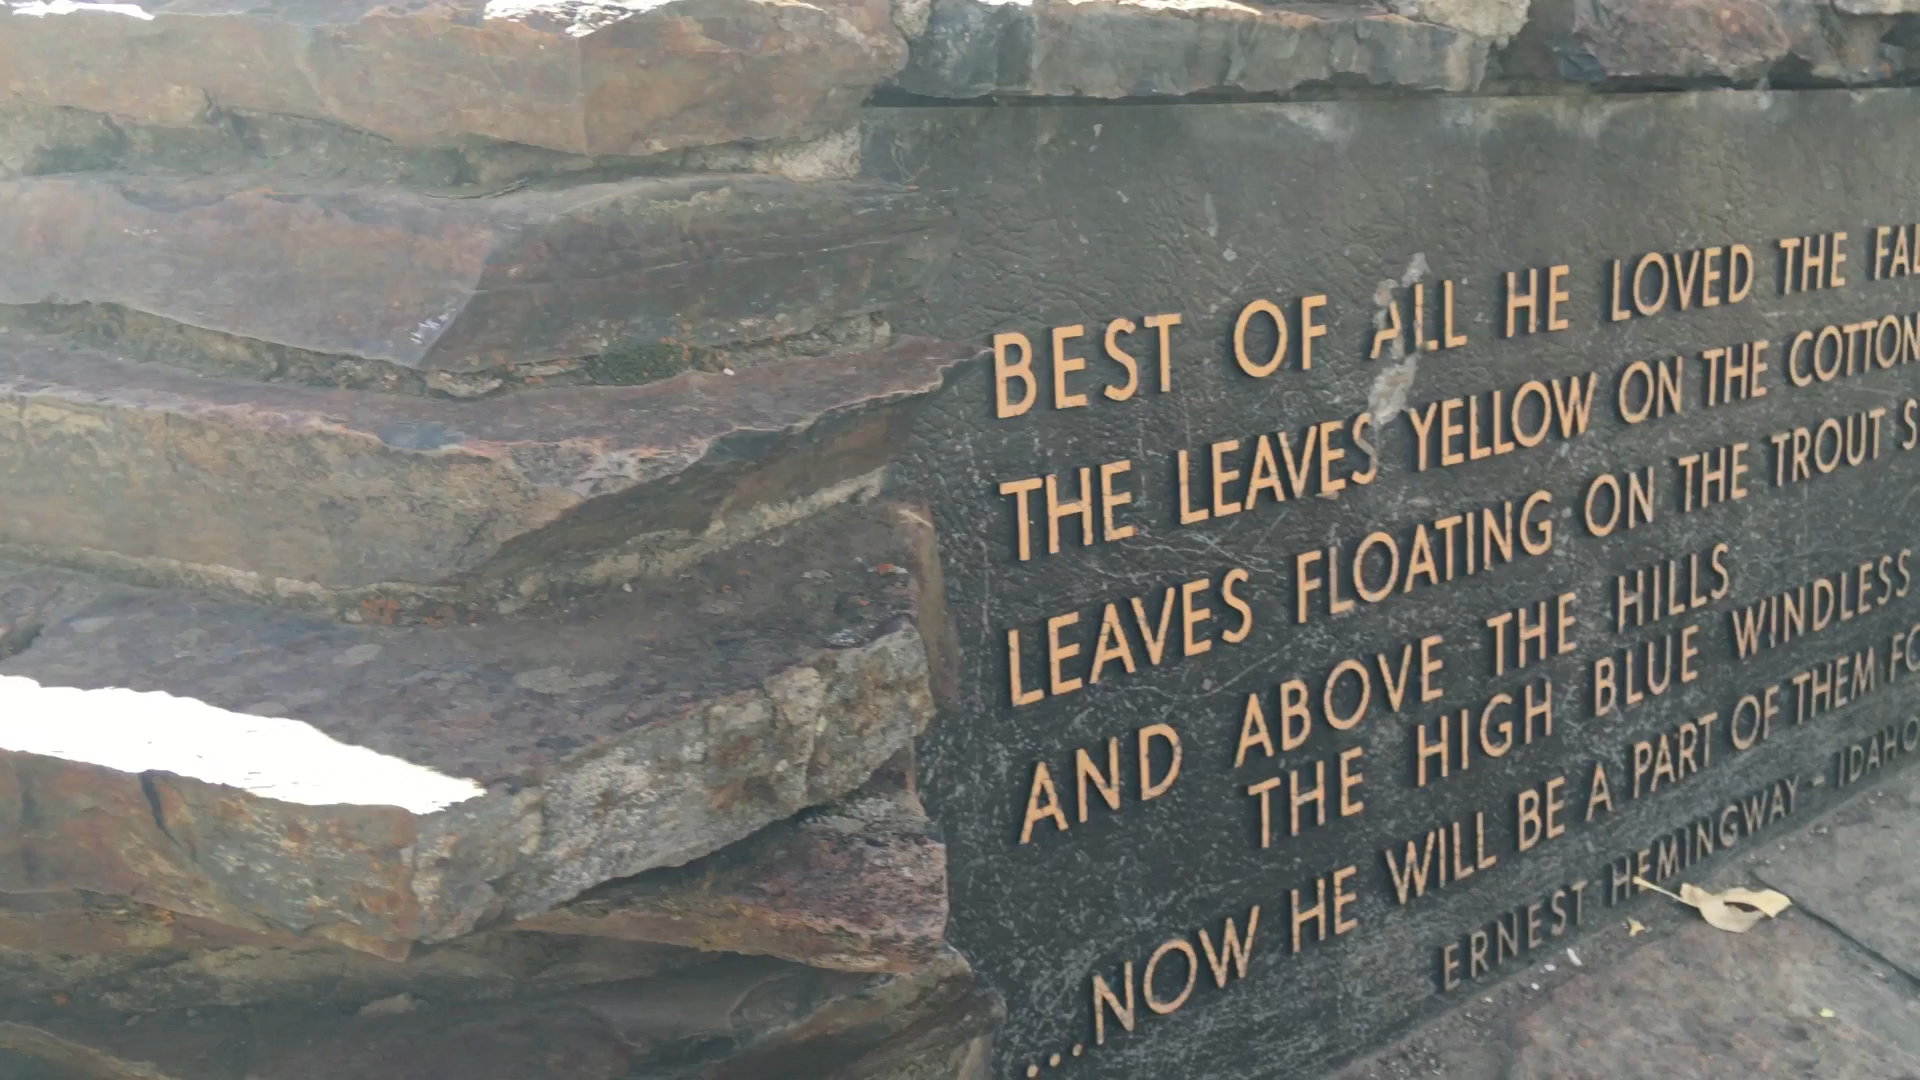 BEST OF ALL HE LOVED THE FAL
THE LEAVES YELLOW ON THE COTTON
LEAVES FLOATING ON THE TROUT S
AND ABOVE THE HILLS
THE HIGH BLUE WINDLESS
...NOW HE WILL BE A PART OF THEM FO
ERNEST HEMINGWAY - IDAHO